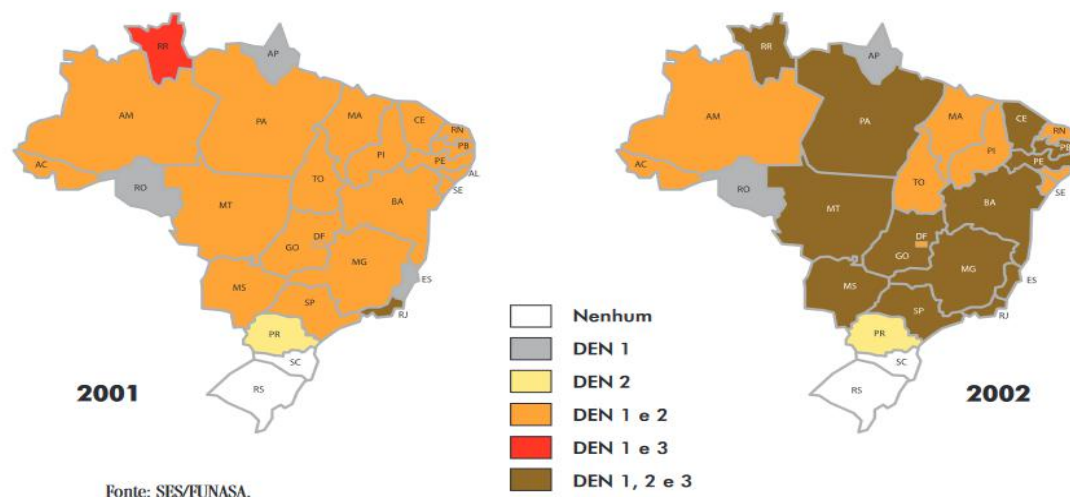 RR
AP
AM
PA
MA
CE
RN
PB
PI
PE
AL
SE
AC
RO
TO
BA
MT
DF
GO
MG
ES
MS
SP
RJ
PR
SC
RS
2001
Fonte: SES/FUNASA.
Nenhum
DEN 1
DEN 2
DEN 1 e 2
DEN 1 e 3
DEN 1, 2 e 3
RR
AP
AM
PA
MA
CE
RN
PB
PI
PE
SE
AC
RO
TO
BA
MT
DF
GO
MG
ES
MS
SP
RJ
PR
SC
RS
2002